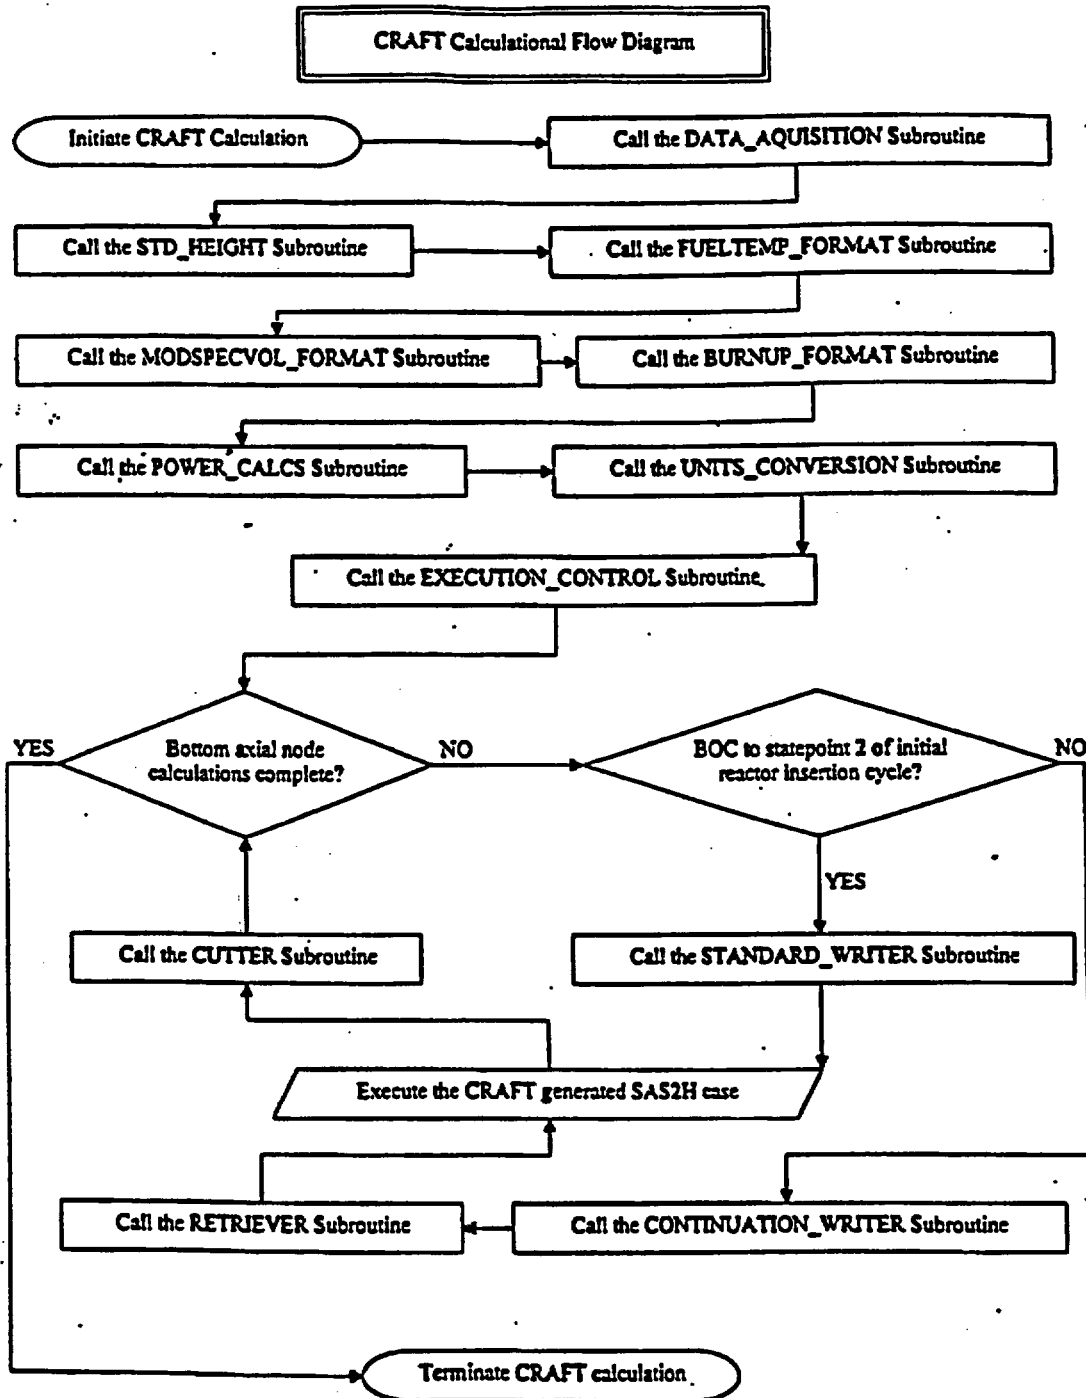 CRAFT Calculational Flow Diagram
Initiate CRAFT Calculation
Call the DATA_AQUISITION Subroutine
Call the STD_HEIGHT Subroutine
Call the FUELTEMP_FORMAT Subroutine
Call the MODSPECVOL_FORMAT Subroutine
Call the BURNUP_FORMAT Subroutine
Call the POWER_CALCS Subroutine
Call the UNITS_CONVERSION Subroutine
Call the EXECUTION_CONTROL Subroutine
YES
Bottom axial node
calculations complete?
NO
BOC to statepoint 2 of initial
reactor insertion cycle?
NO
YES
Call the CUTTER Subroutine
Call the STANDARD_WRITER Subroutine
Execute the CRAFT generated SAS2H case
Call the RETRIEVER Subroutine
Call the CONTINUATION_WRITER Subroutine
Terminate CRAFT calculation